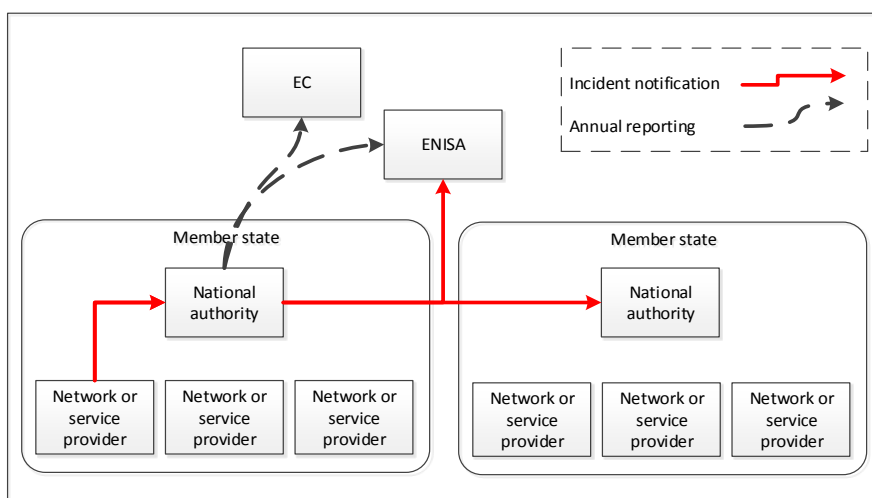 EC
Incident notification
Annual reporting
ENISA
Member state
National
authority
Network or
service
provider
Network or
service
provider
Network or
service
provider
Member state
National
authority
Network or
service
provider
Network or
service
provider
Network or
service
provider